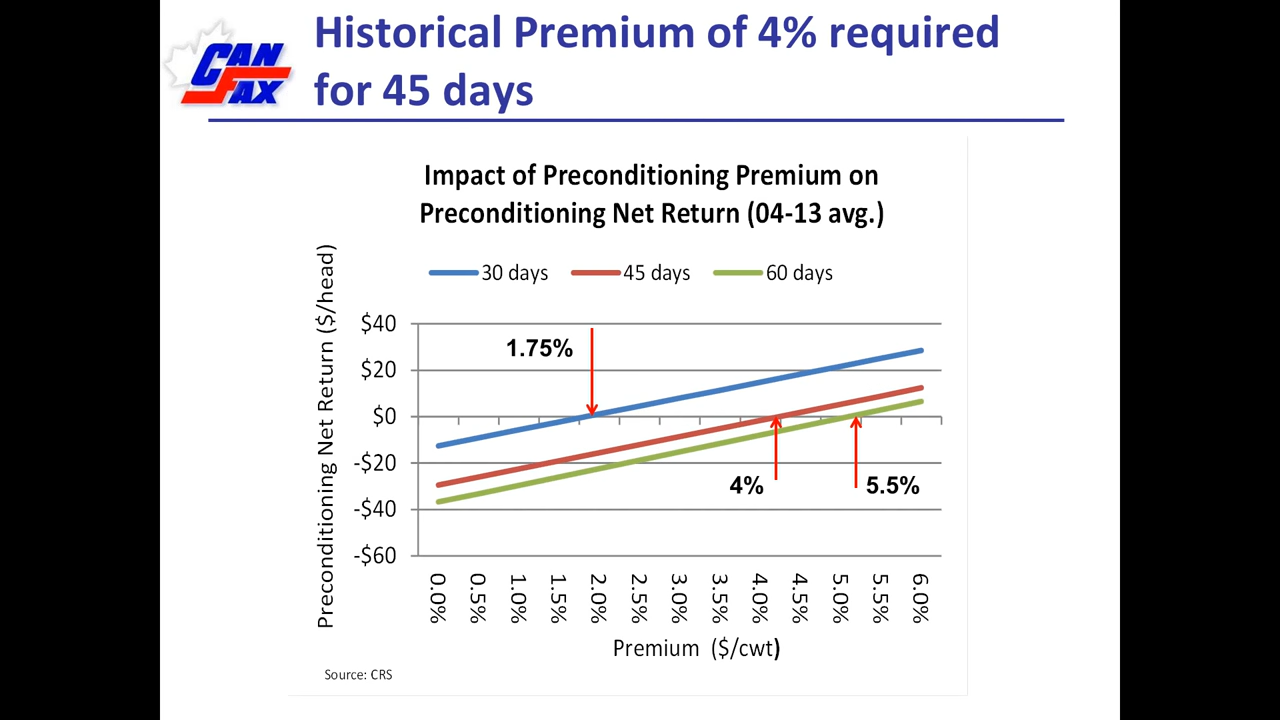 CAN
FAX
Historical Premium of 4% required
for 45 days
Impact of Preconditioning Premium on
Preconditioning Net Return (04-13 avg.)
30 days
45 days
60 days
Preconditioning Net Return ($/head)
$40
$20
$0
-$20
-$40
-$60
1.75%
4%
5.5%
0.0%
0.5%
1.0%
1.5%
2.0%
2.5%
3.0%
3.5%
4.0%
4.5%
5.0%
5.5%
6.0%
Premium ($/cwt)
Source: CRS